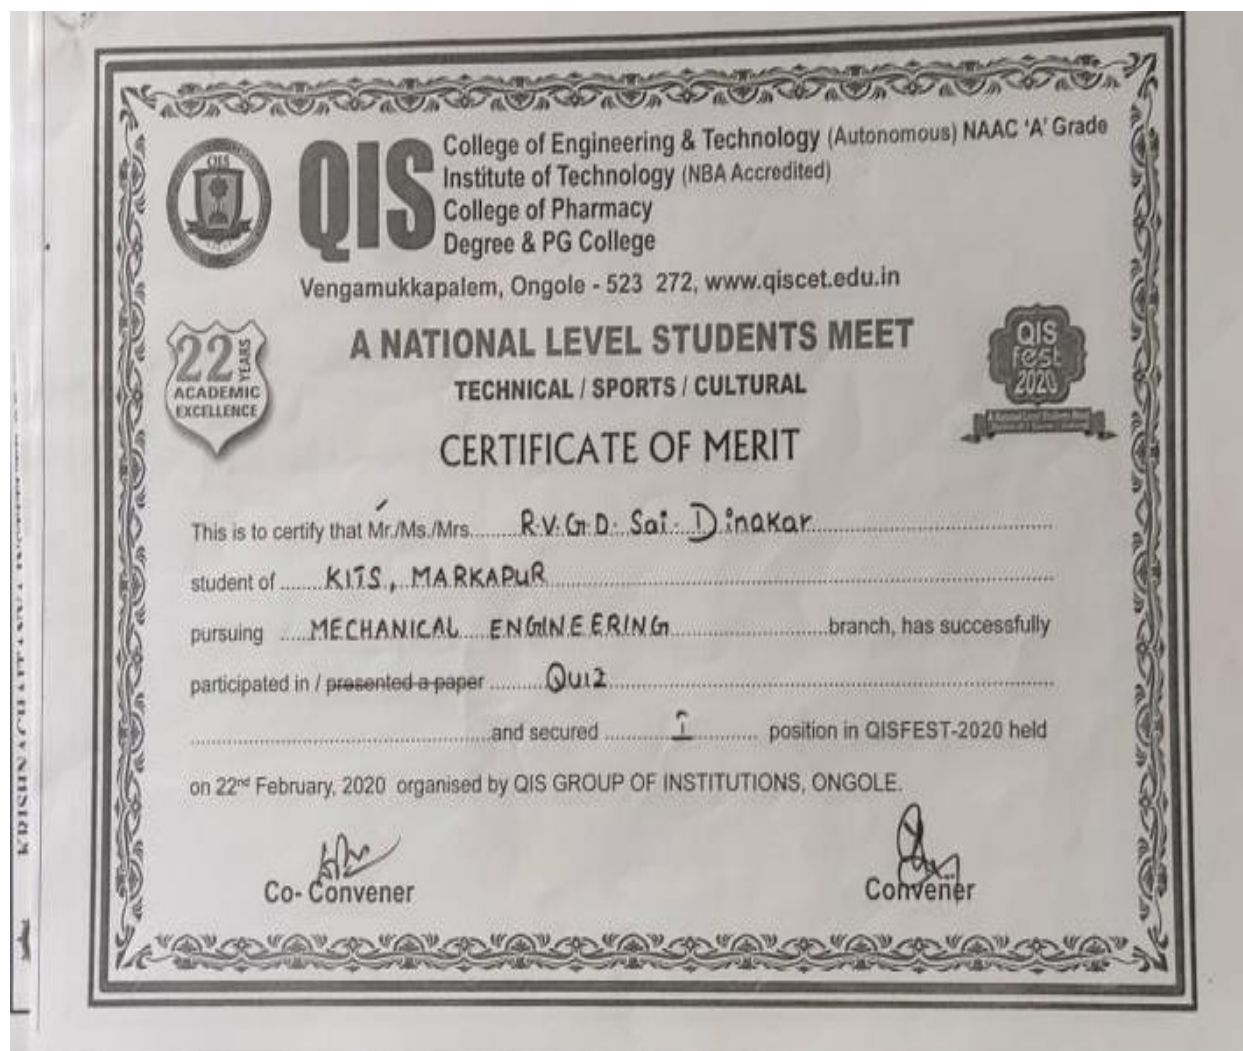 QIS
QIS
College of Engineering & Technology (Autonomous) NAAC 'A' Grade
Institute of Technology (NBA Accredited)
College of Pharmacy
Degree & PG College
Vengamukkapalem, Ongole - 523 272, www.qiscet.edu.in
22 YEARS
ACADEMIC
EXCELLENCE
A NATIONAL LEVEL STUDENTS MEET
TECHNICAL / SPORTS / CULTURAL
QIS
fest
2020
CERTIFICATE OF MERIT
This is to certify that Mr./Ms./Mrs. R.V.G.D. Sai. Dinakar
student of KITS, MARKAPUR
pursuing MECHANICAL ENGINEERING branch, has successfully
participated in / presented a paper Quiz
and secured I position in QISFEST-2020 held
on 22nd February, 2020 organised by QIS GROUP OF INSTITUTIONS, ONGOLE.
Co- Convener
Convener